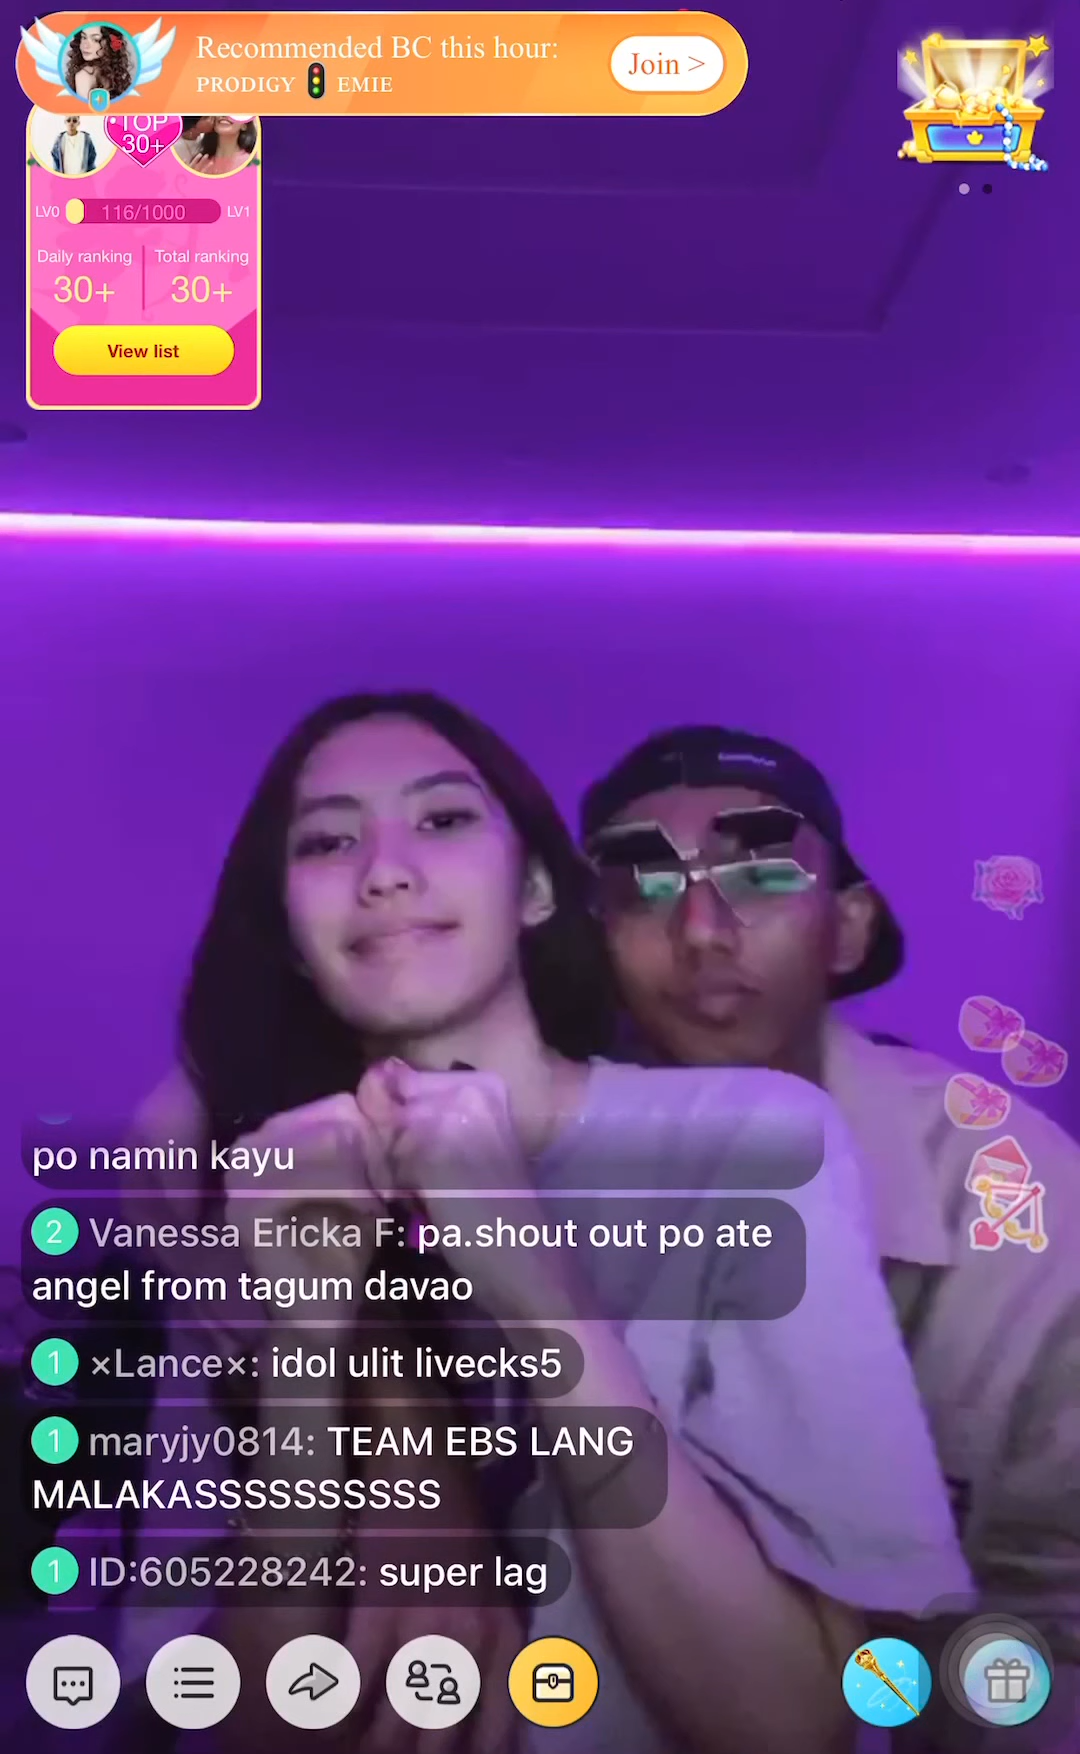 Recommended BC this hour:
PRODIGY 🚦 EMIE
Join >
TOP
30+
LV0 116/1000 LV1
Daily ranking Total ranking
30+ 30+
View list
po namin kayu
2 Vanessa Ericka F: pa.shout out po ate
angel from tagum davao
1 ×Lance×: idol ulit livecks5
1 maryjy0814: TEAM EBS LANG
MALAKASSSSSSSSSS
1 ID:605228242: super lag